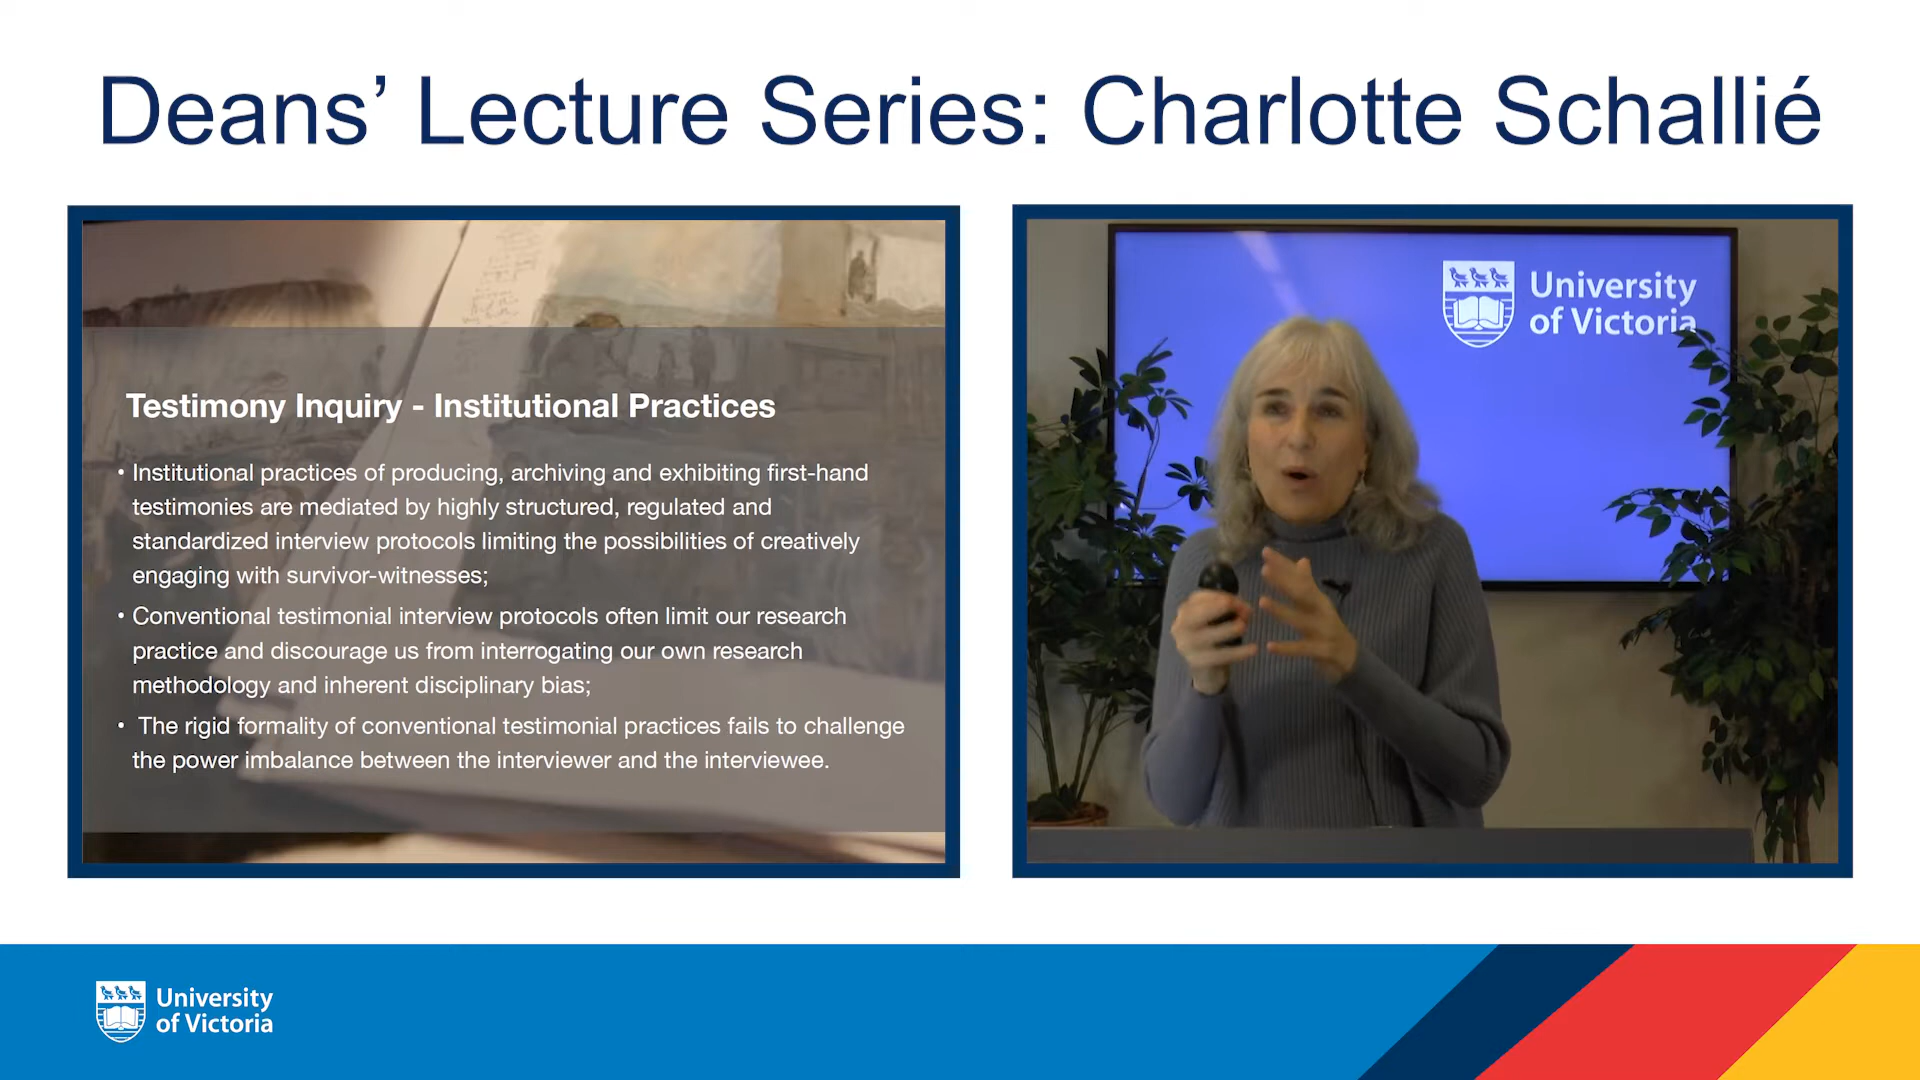 Deans’ Lecture Series: Charlotte Schallié
Testimony Inquiry - Institutional Practices
• Institutional practices of producing, archiving and exhibiting first-hand
testimonies are mediated by highly structured, regulated and
standardized interview protocols limiting the possibilities of creatively
engaging with survivor-witnesses;
• Conventional testimonial interview protocols often limit our research
practice and discourage us from interrogating our own research
methodology and inherent disciplinary bias;
• The rigid formality of conventional testimonial practices fails to challenge
the power imbalance between the interviewer and the interviewee.
University
of Victoria
University
of Victoria